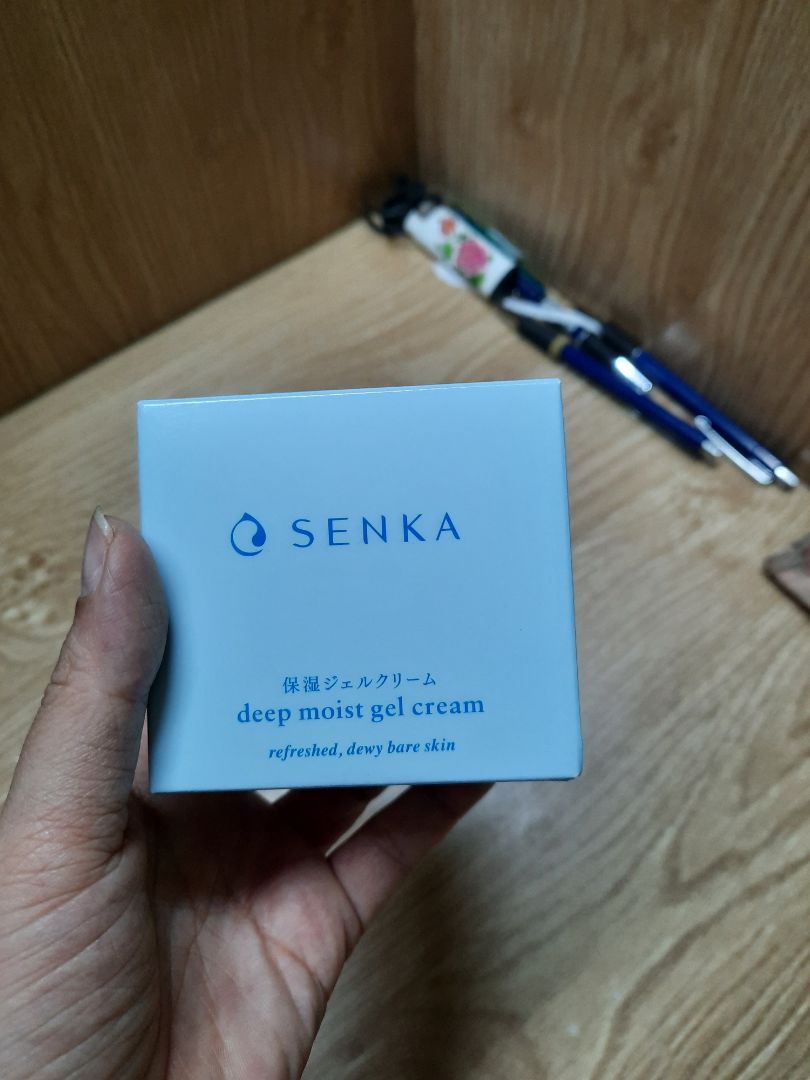 SENKA
保湿ジェルクリーム
deep moist gel cream
refreshed, dewy bare skin